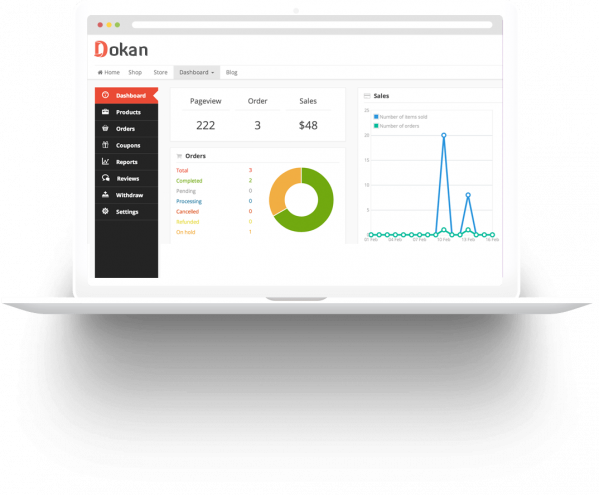 Dokan
Home Shop Store Dashboard Blog
Dashboard
Products
Orders
Coupons
Reports
Reviews
Withdraw
Settings
Pageview Order Sales
222 3 $48
Orders
Total 3
Completed 2
Pending 0
Processing 0
Cancelled 0
Refunded 0
On hold 1
Sales
Number of items sold
Number of orders
25
20
15
10
5
0
01 Feb 04 Feb 07 Feb 10 Feb 13 Feb 16 Feb